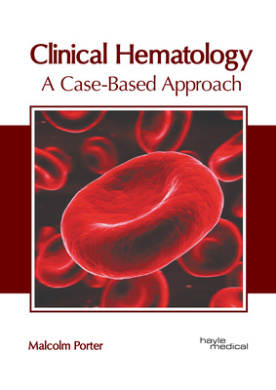 Clinical Hematology
A Case-Based Approach
Malcolm Porter
hayle
medical